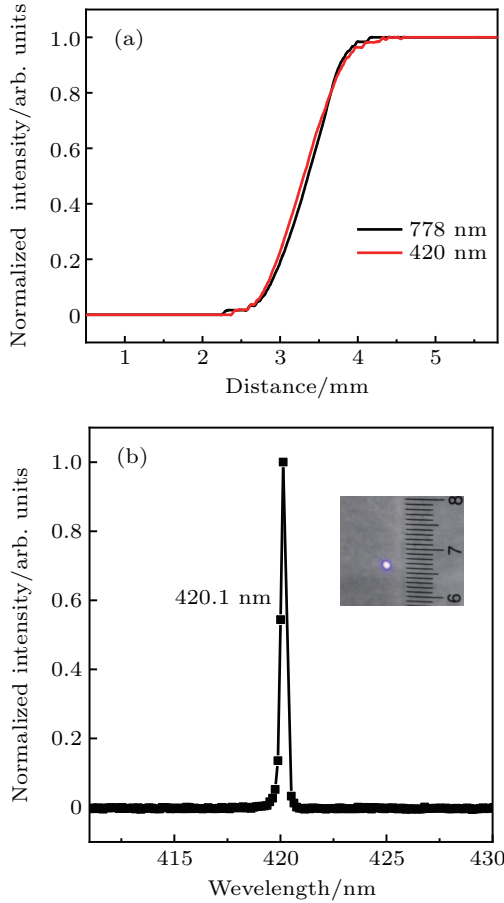 (a)
Normalized intensity/arb. units
1.0
0.8
0.6
0.4
0.2
0
778 nm
420 nm
1 2 3 4 5
Distance/mm
(b)
Normalized intensity/arb. units
1.0
0.8
0.6
0.4
0.2
0
420.1 nm
8
7
6
415 420 425 430
Wevelength/nm